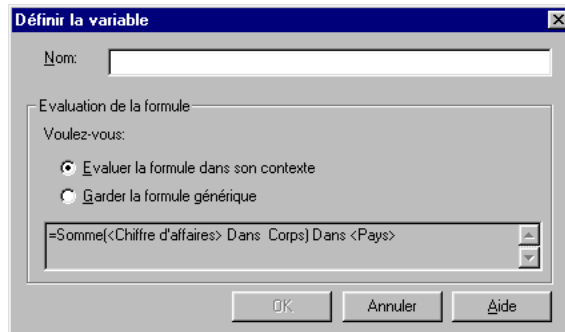 Définir la variable
Nom:
Evaluation de la formule
Voulez-vous:
Evaluer la formule dans son contexte
Garder la formule générique
=Somme(<Chiffre d'affaires> Dans Corps) Dans <Pays>
OK
Annuler
Aide